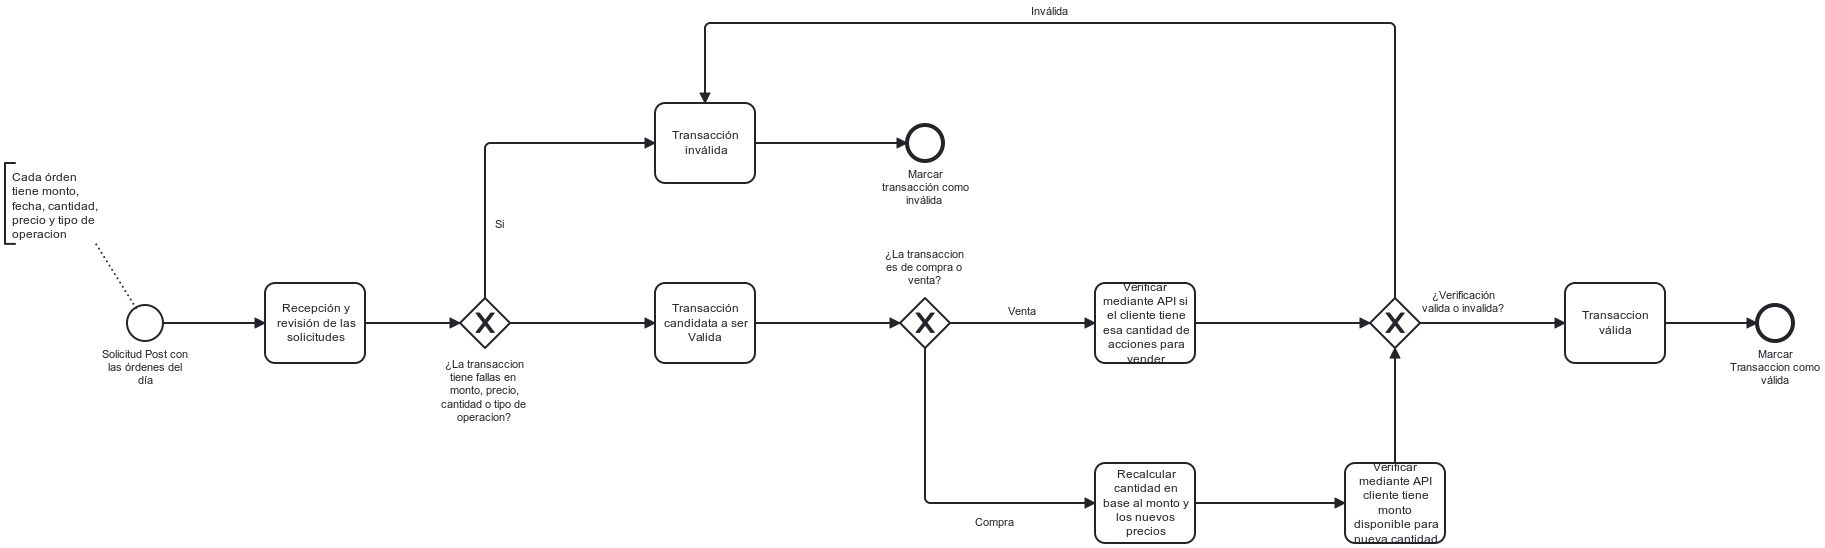 Inválida
Transacción
inválida
Marcar
transacción como
inválida
Cada órden
tiene monto,
fecha, cantidad,
precio y tipo de
operacion
Si
Solicitud Post con
las órdenes del
día
Recepción y
revisión de las
solicitudes
¿La transaccion
tiene fallas en
monto, precio,
cantidad o tipo de
operacion?
Transacción
candidata a ser
Valida
¿La transaccion
es de compra o
venta?
Venta
Verificar
mediante API si
el cliente tiene
esa cantidad de
acciones para
vender
¿Verificación
valida o invalida?
Transaccion
válida
Marcar
Transaccion como
válida
Compra
Recalcular
cantidad en
base al monto y
los nuevos
precios
Verificar
mediante API
cliente tiene
monto
disponible para
nueva cantidad